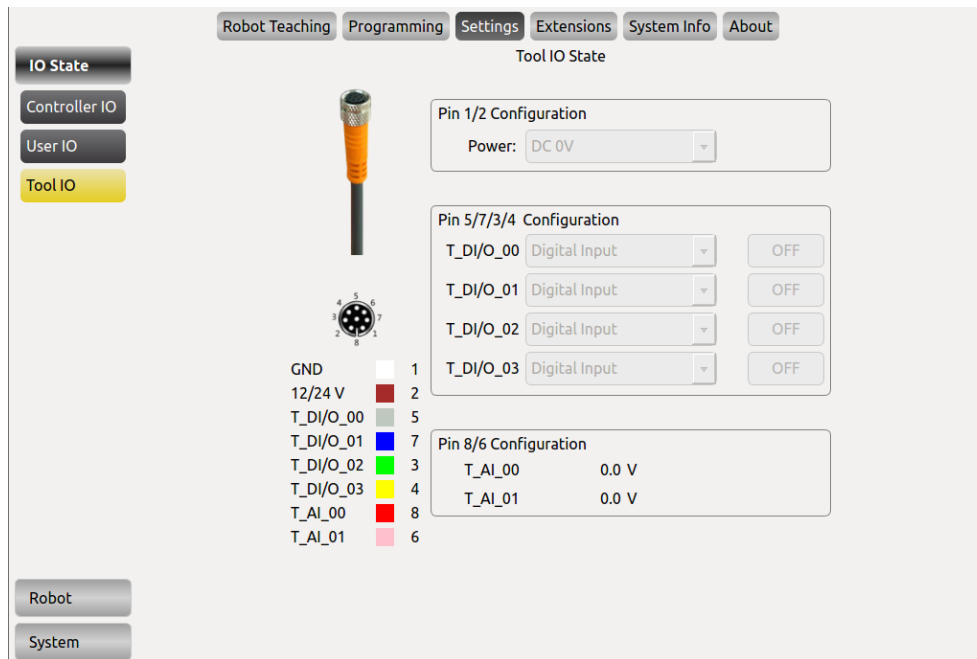 Robot Teaching Programming Settings Extensions System Info About
Tool IO State
IO State
Controller IO
User IO
Tool IO
Robot
System
4 5 6
3 7
2 8 1
GND 1
12/24 V 2
T_DI/O_00 5
T_DI/O_01 7
T_DI/O_02 3
T_DI/O_03 4
T_AI_00 8
T_AI_01 6
Pin 1/2 Configuration
Power: DC 0V
Pin 5/7/3/4 Configuration
T_DI/O_00 Digital Input OFF
T_DI/O_01 Digital Input OFF
T_DI/O_02 Digital Input OFF
T_DI/O_03 Digital Input OFF
Pin 8/6 Configuration
T_AI_00 0.0 V
T_AI_01 0.0 V